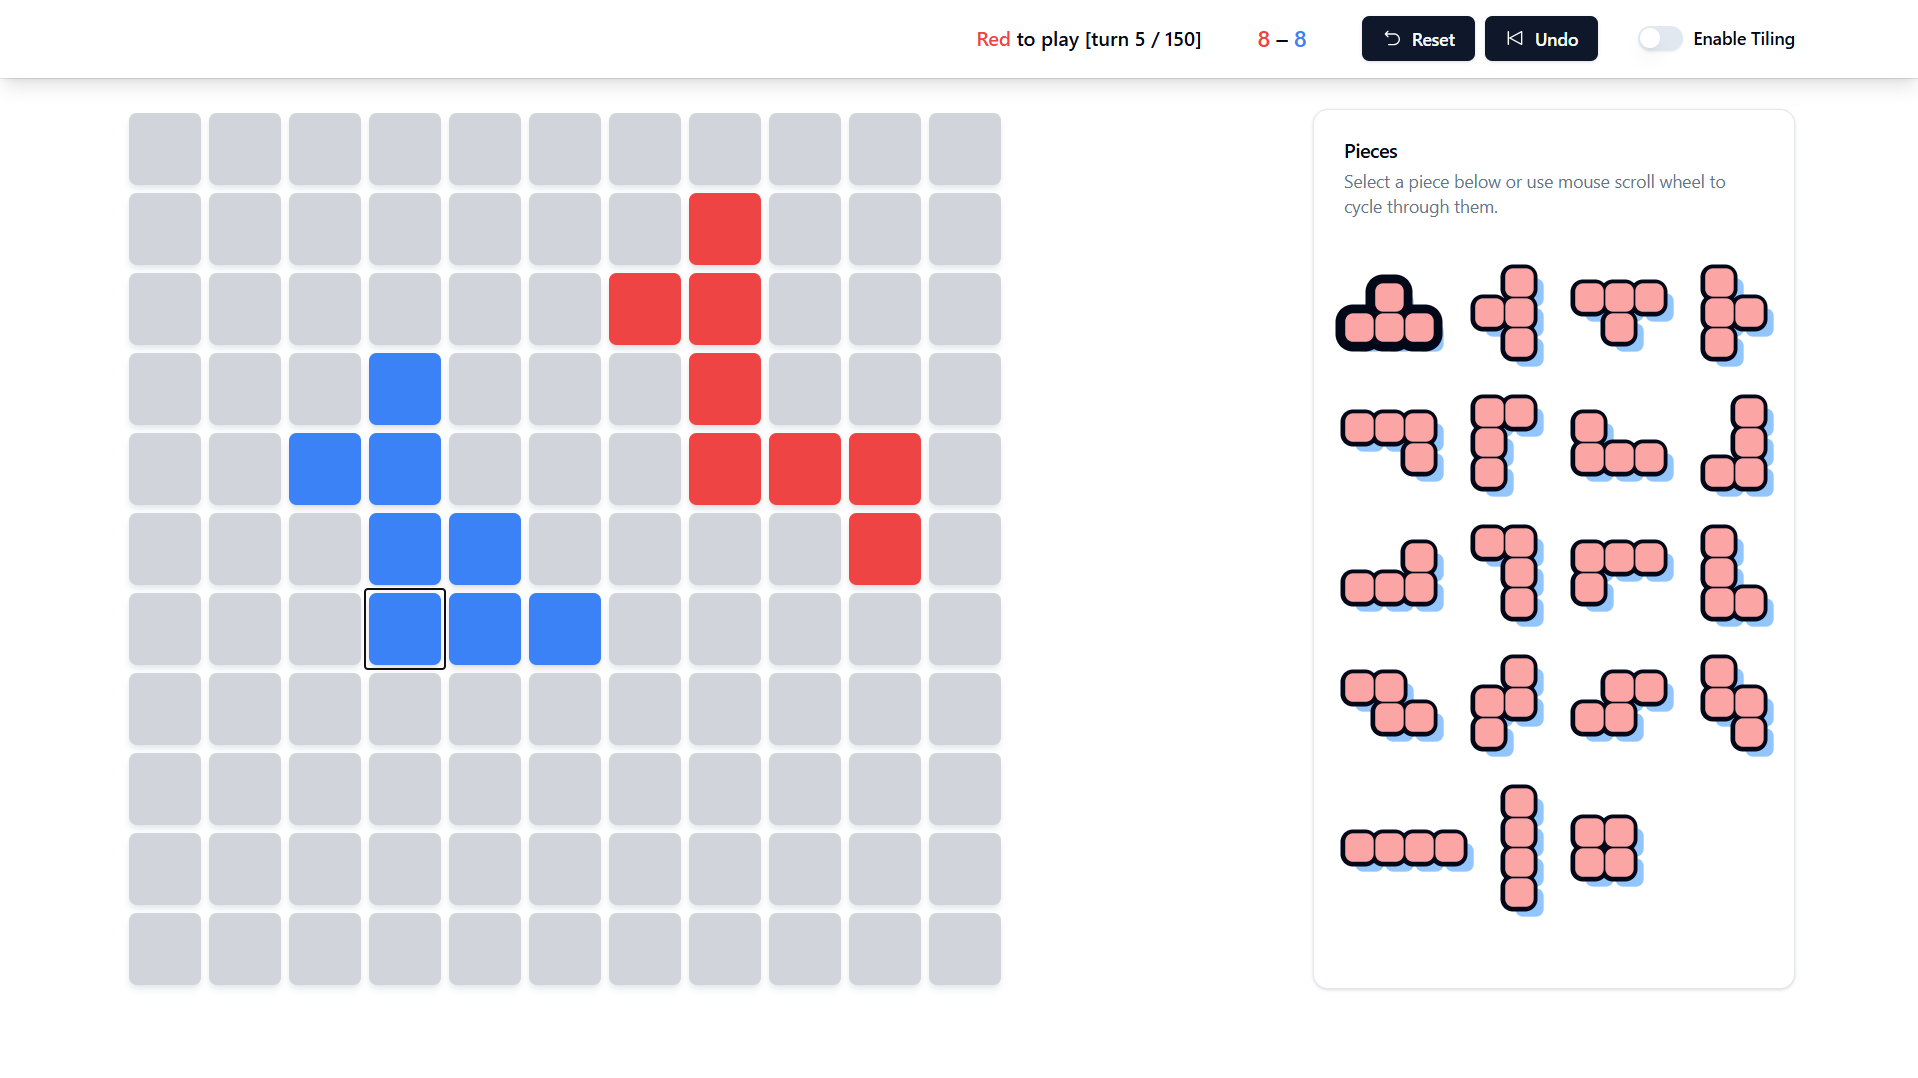 Red to play [turn 5 / 150]
8 – 8
Reset
Undo
Enable Tiling
Pieces
Select a piece below or use mouse scroll wheel to
cycle through them.